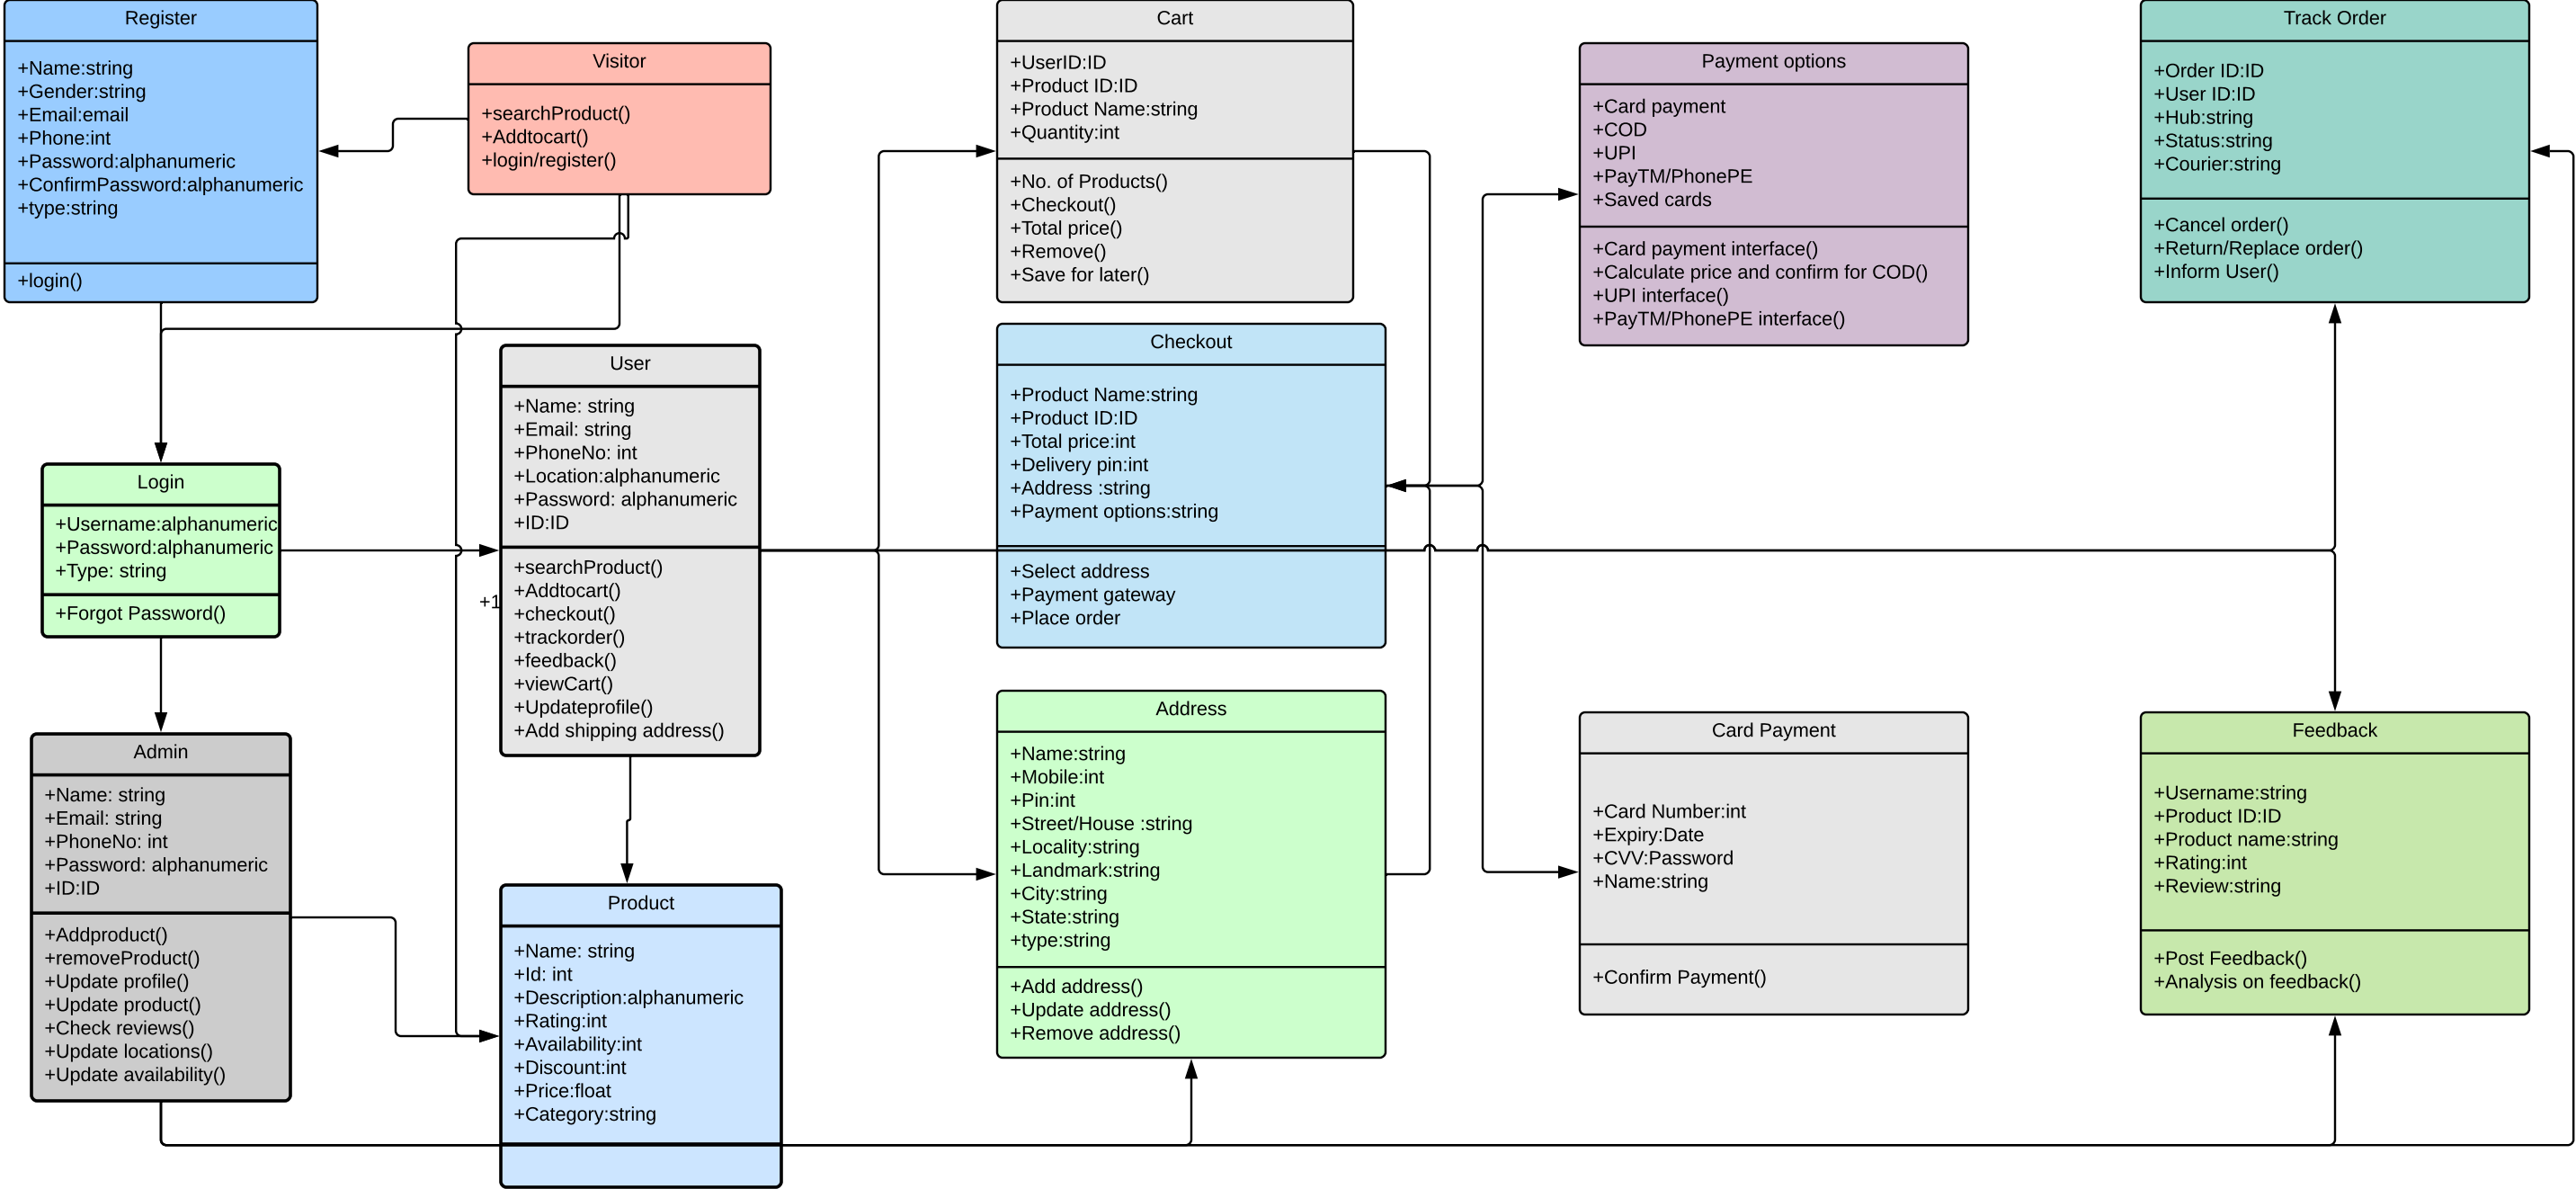 Register
+Name:string
+Gender:string
+Email:email
+Phone:int
+Password:alphanumeric
+ConfirmPassword:alphanumeric
+type:string
+login()
Visitor
+searchProduct()
+Addtocart()
+login/register()
Cart
+UserID:ID
+Product ID:ID
+Product Name:string
+Quantity:int
+No. of Products()
+Checkout()
+Total price()
+Remove()
+Save for later()
Payment options
+Card payment
+COD
+UPI
+PayTM/PhonePE
+Saved cards
+Card payment interface()
+Calculate price and confirm for COD()
+UPI interface()
+PayTM/PhonePE interface()
Track Order
+Order ID:ID
+User ID:ID
+Hub:string
+Status:string
+Courier:string
+Cancel order()
+Return/Replace order()
+Inform User()
Login
+Username:alphanumeric
+Password:alphanumeric
+Type: string
+Forgot Password()
User
+Name: string
+Email: string
+PhoneNo: int
+Location:alphanumeric
+Password: alphanumeric
+ID:ID
+searchProduct()
+Addtocart()
+checkout()
+trackorder()
+feedback()
+viewCart()
+Updateprofile()
+Add shipping address()
+1
Checkout
+Product Name:string
+Product ID:ID
+Total price:int
+Delivery pin:int
+Address :string
+Payment options:string
+Select address
+Payment gateway
+Place order
Admin
+Name: string
+Email: string
+PhoneNo: int
+Password: alphanumeric
+ID:ID
+Addproduct()
+removeProduct()
+Update profile()
+Update product()
+Check reviews()
+Update locations()
+Update availability()
Product
+Name: string
+Id: int
+Description:alphanumeric
+Rating:int
+Availability:int
+Discount:int
+Price:float
+Category:string
Address
+Name:string
+Mobile:int
+Pin:int
+Street/House :string
+Locality:string
+Landmark:string
+City:string
+State:string
+type:string
+Add address()
+Update address()
+Remove address()
Card Payment
+Card Number:int
+Expiry:Date
+CVV:Password
+Name:string
+Confirm Payment()
Feedback
+Username:string
+Product ID:ID
+Product name:string
+Rating:int
+Review:string
+Post Feedback()
+Analysis on feedback()